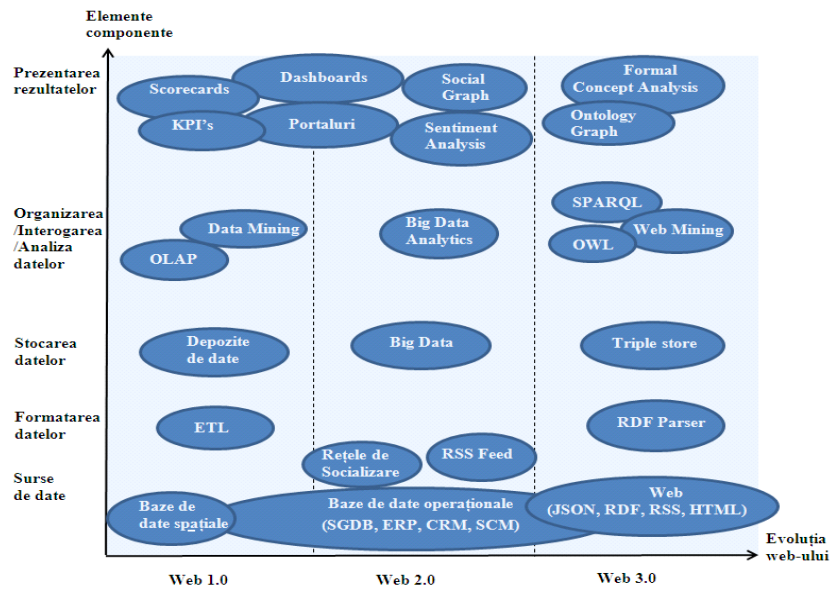 Elemente
componente
Prezentarea
rezultatelor
Scorecards
Dashboards
Social
Graph
Formal
Concept Analysis
KPI's
Portaluri
Sentiment
Analysis
Ontology
Graph
Organizarea
/Interogarea
/Analiza
datelor
Data Mining
OLAP
Big Data
Analytics
SPARQL
OWL
Web Mining
Stocarea
datelor
Depozite
de date
Big Data
Triple store
Formatarea
datelor
ETL
RDF Parser
Rețele de
Socializare
RSS Feed
Surse
de date
Baze de
date spațiale
Baze de date operaționale
(SGDB, ERP, CRM, SCM)
Web
(JSON, RDF, RSS, HTML)
Evoluția
web-ului
Web 1.0
Web 2.0
Web 3.0